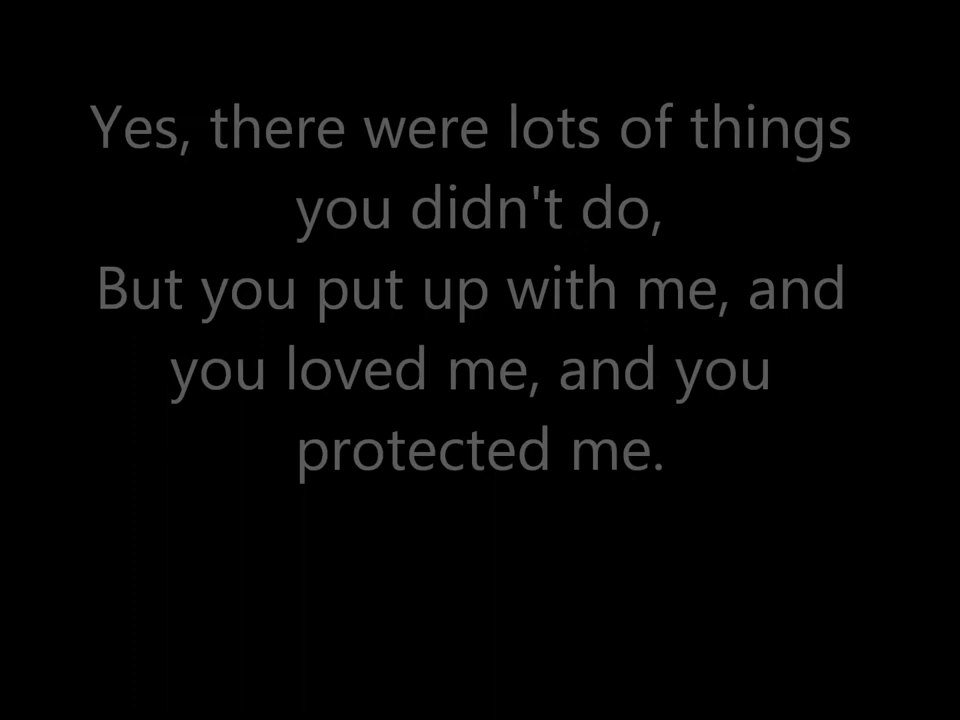 Yes, there were lots of things
you didn't do,
But you put up with me, and
you loved me, and you
protected me.